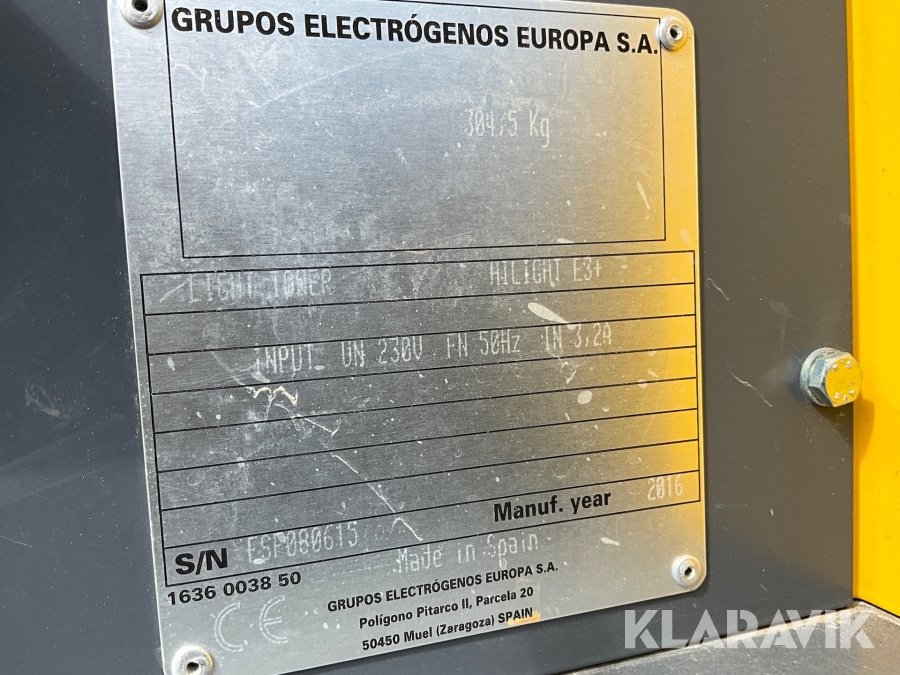 GRUPOS ELECTRÓGENOS EUROPA S.A.
304,5 Kg
LIGHT TOWER HILIGHT E3+
INPUT UN 230V FN 50Hz IN 3,2A
Manuf. year 2016
S/N ESP080615
Made in Spain
1636 0038 50
GRUPOS ELECTRÓGENOS EUROPA S.A.
Polígono Pitarco II, Parcela 20
50450 Muel (Zaragoza) SPAIN
CE
KLARAVIK